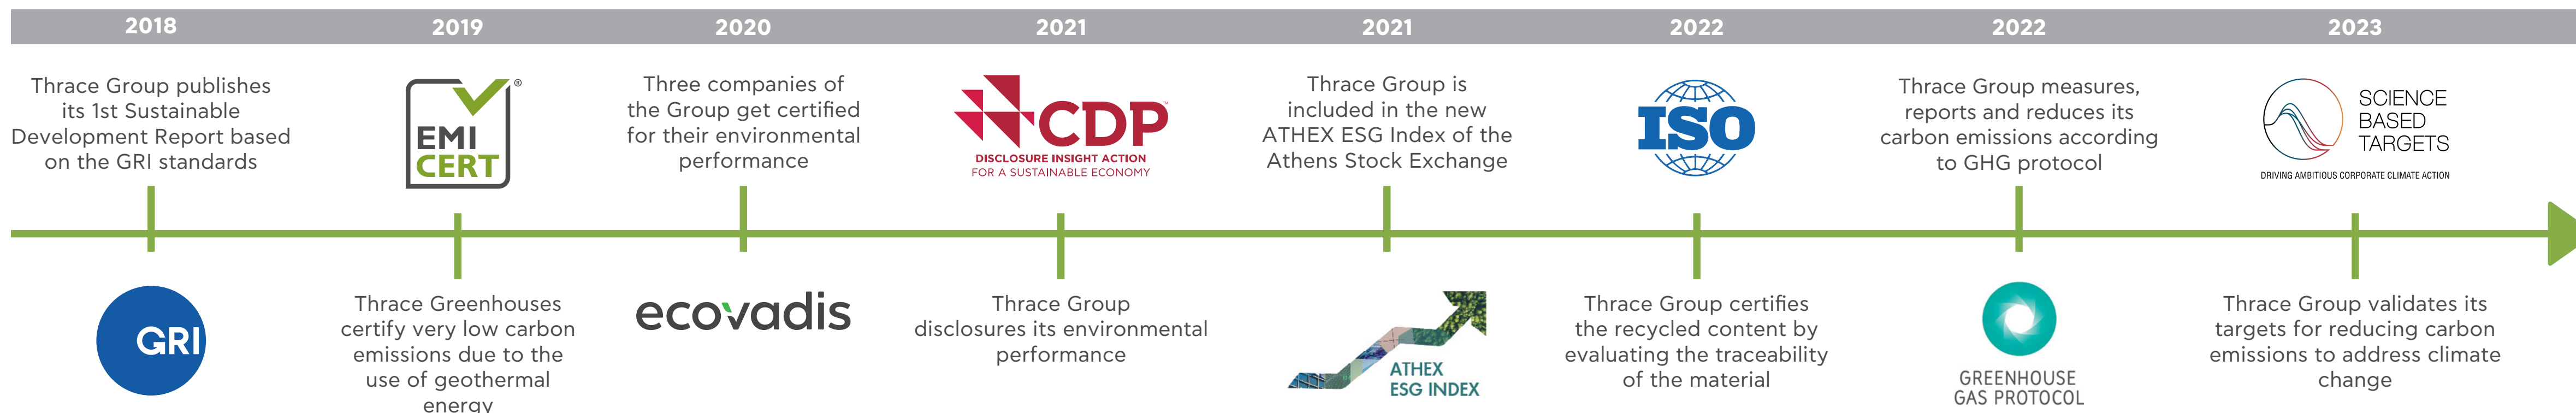 2018
2019
2020
2021
2021
2022
2022
2023
Thrace Group publishes
its 1st Sustainable
Development Report based
on the GRI standards
GRI
EMI
CERT
®
Thrace Greenhouses
certify very low carbon
emissions due to the
use of geothermal
energy
Three companies of
the Group get certified
for their environmental
performance
ecovadis
CDP
DISCLOSURE INSIGHT ACTION
FOR A SUSTAINABLE ECONOMY
Thrace Group
disclosures its environmental
performance
Thrace Group is
included in the new
ATHEX ESG Index of the
Athens Stock Exchange
ATHEX
ESG INDEX
ISO
Thrace Group certifies
the recycled content by
evaluating the traceability
of the material
Thrace Group measures,
reports and reduces its
carbon emissions according
to GHG protocol
GREENHOUSE
GAS PROTOCOL
SCIENCE
BASED
TARGETS
DRIVING AMBITIOUS CORPORATE CLIMATE ACTION
Thrace Group validates its
targets for reducing carbon
emissions to address climate
change